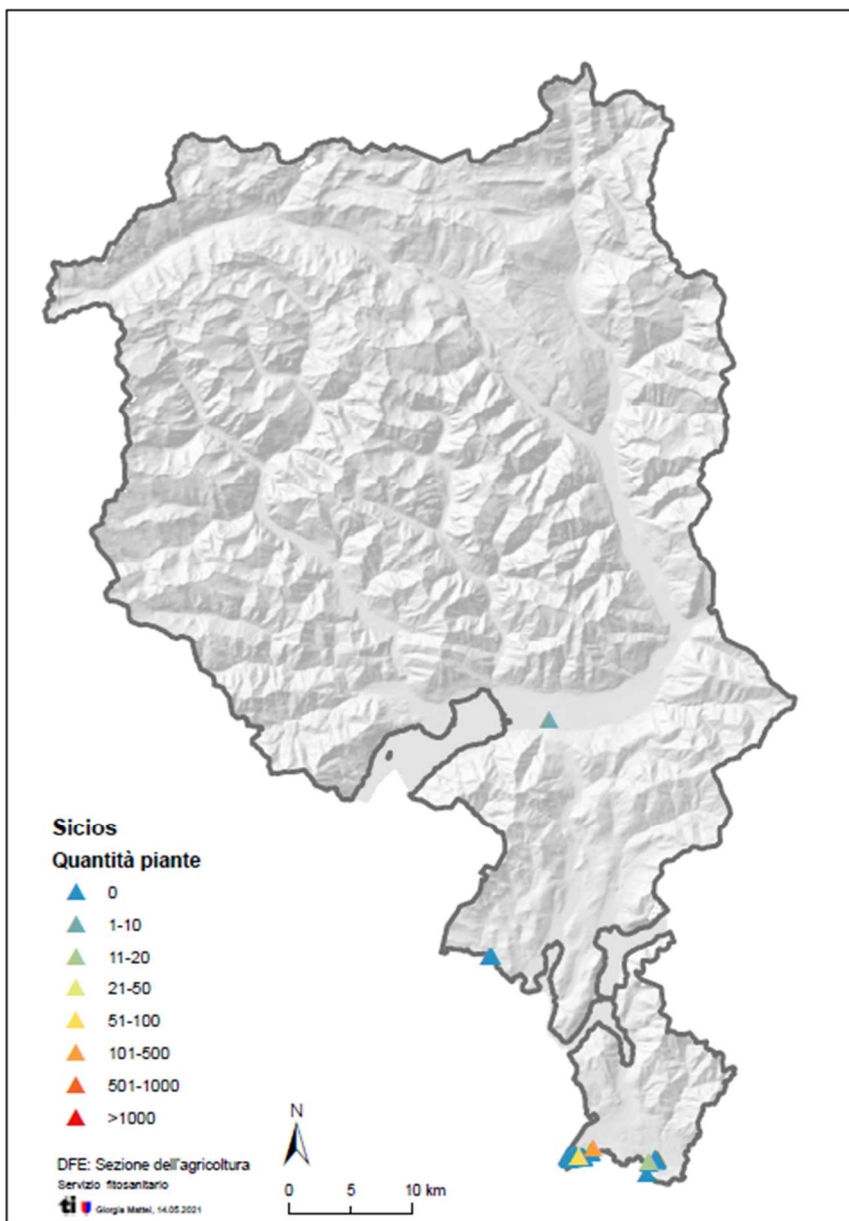 Sicios
Quantità piante
0
1-10
11-20
21-50
51-100
101-500
501-1000
>1000
N
DFE: Sezione dell'agricoltura
Servizio fitosanitario
ti Giorgia Mattei, 14.05.2021
0 5 10 km